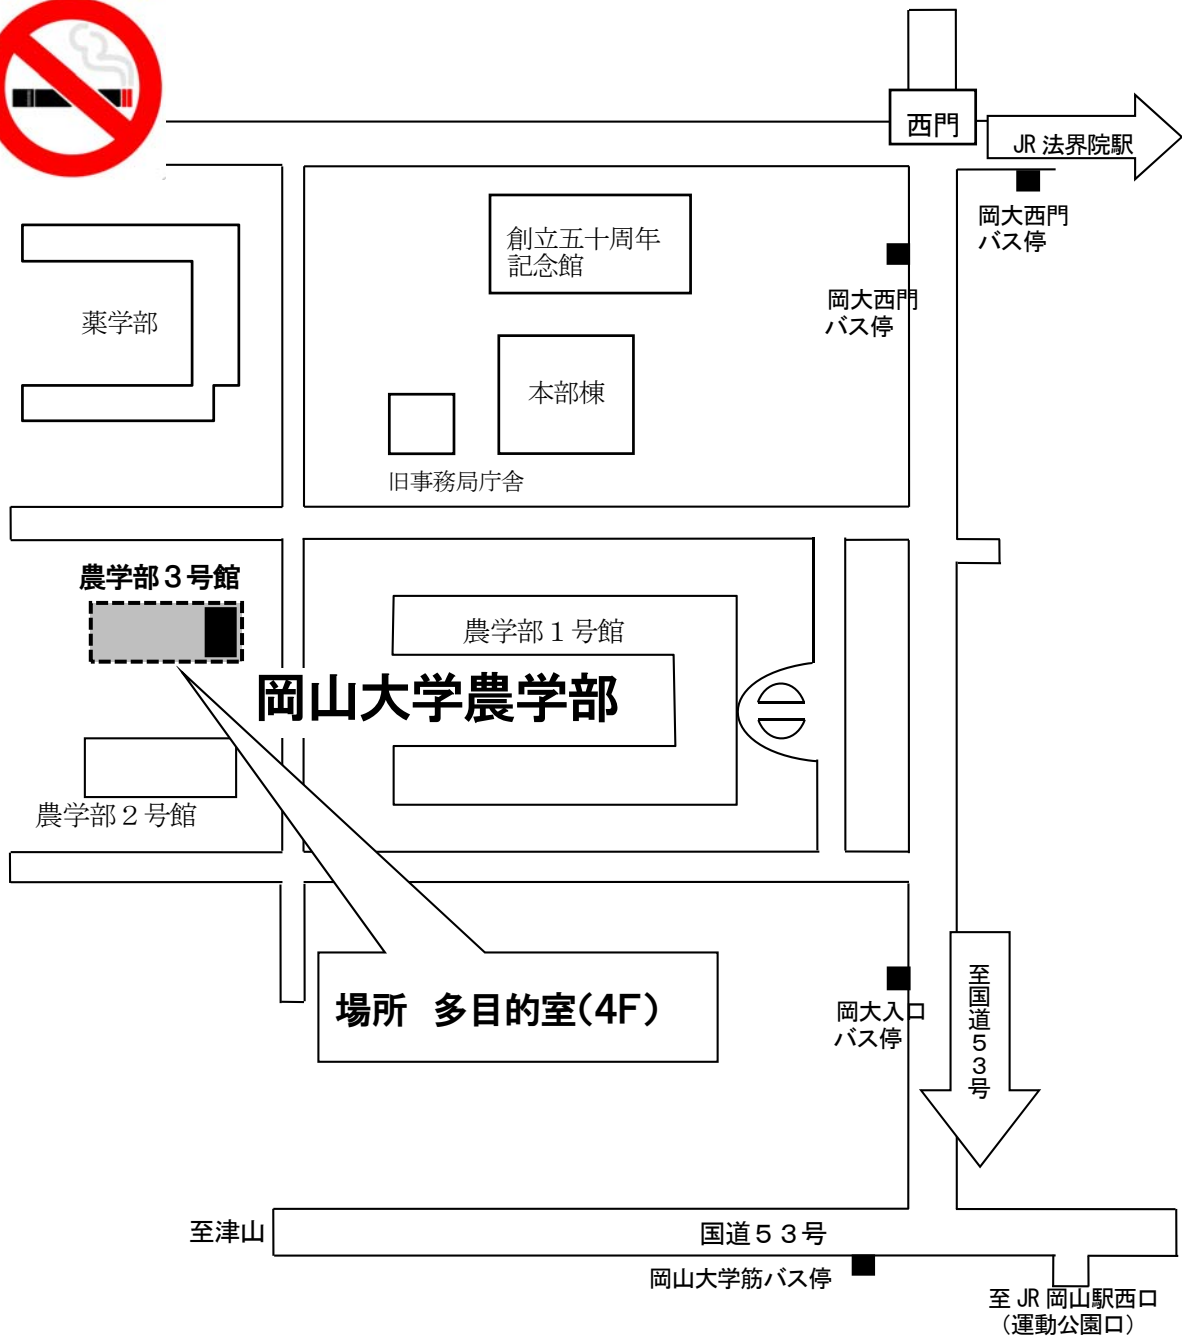 西門
JR 法界院駅
岡大西門
バス停
創立五十周年
記念館
岡大西門
バス停
薬学部
本部棟
旧事務局庁舎
農学部３号館
農学部１号館
岡山大学農学部
農学部２号館
場所　多目的室(4F)
岡大入口
バス停
至国道５３号
至津山
国道５３号
岡山大学筋バス停
至 JR 岡山駅西口
（運動公園口）